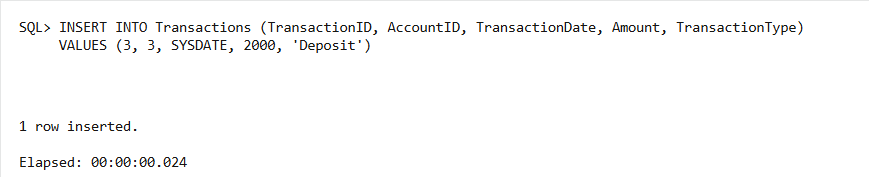 SQL> INSERT INTO Transactions (TransactionID, AccountID, TransactionDate, Amount, TransactionType)
VALUES (3, 3, SYSDATE, 2000, 'Deposit')
1 row inserted.
Elapsed: 00:00:00.024